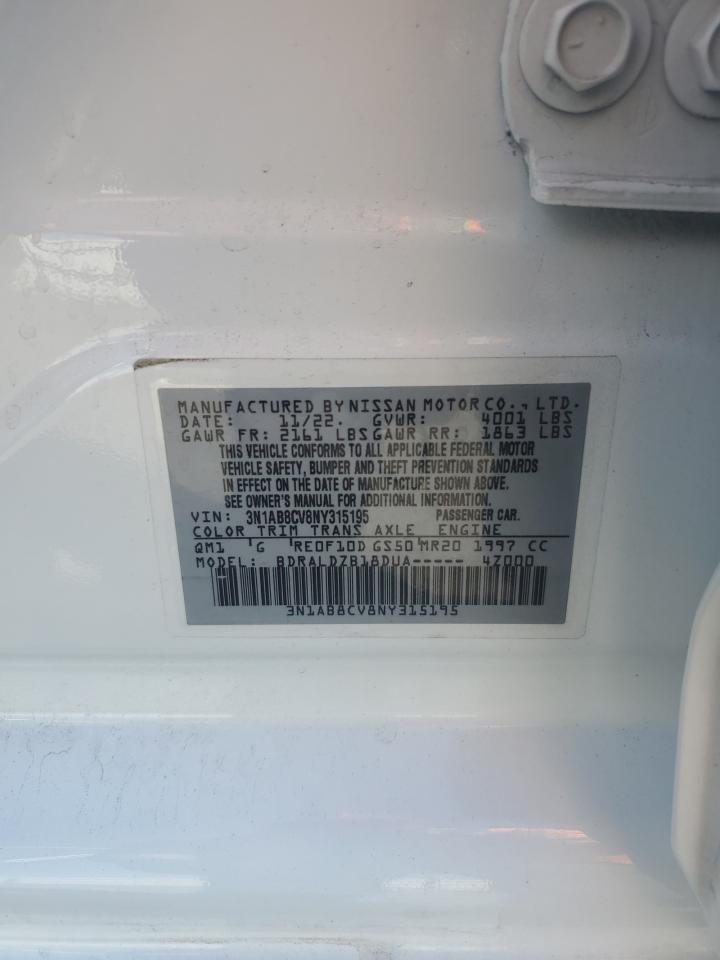 MANUFACTURED BY NISSAN MOTOR CO., LTD.
DATE: 11/22. GVWR: 4001 LBS
GAWR FR: 2161 LBS GAWR RR: 1863 LBS
THIS VEHICLE CONFORMS TO ALL APPLICABLE FEDERAL MOTOR
VEHICLE SAFETY, BUMPER AND THEFT PREVENTION STANDARDS
IN EFFECT ON THE DATE OF MANUFACTURE SHOWN ABOVE.
SEE OWNER'S MANUAL FOR ADDITIONAL INFORMATION.
VIN: 3N1AB8CV8NY315195 PASSENGER CAR.
COLOR TRIM TRANS AXLE ENGINE
QM1 'G 'RE0F10D GS50 MR20 1997 CC
MODEL: BDRALDZB18DUA----- 4Z000
3N1AB8CV8NY315195